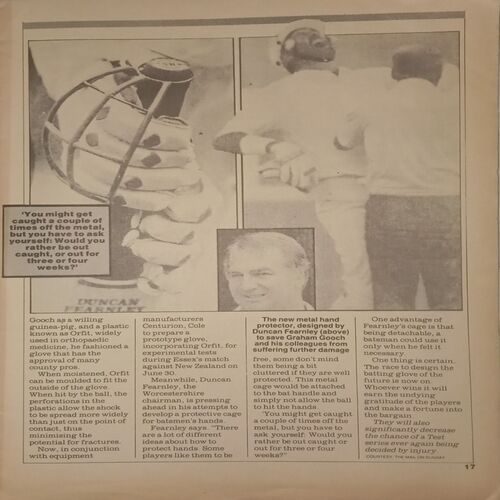 'You might get
caught a couple of
times off the metal,
but you have to ask
yourself: Would you
rather be out
caught, or out for
three or four
weeks?'
DUNCAN
FEARNLEY
Gooch as a willing
guinea-pig, and a plastic
known as Orfit, widely
used in orthopaedic
medicine, he fashioned a
glove that has the
approval of many
county pros.
When moistened, Orfit
can be moulded to fit the
outside of the glove.
When hit by the ball, the
perforations in the
plastic allow the shock
to be spread more widely
than just on the point of
contact, thus
minimising the
potential for fractures.
Now, in conjunction
with equipment
manufacturers
Centurion, Cole
to prepare a
prototype glove,
incorporating Orfit, for
experimental tests
during Essex's match
against New Zealand on
June 30.
Meanwhile, Duncan
Fearnley, the
Worcestershire
chairman, is pressing
ahead in his attempts to
develop a protective cage
for batsmen's hands.
Fearnley says: "There
are a lot of different
ideas about how to
protect hands. Some
players like them to be
The new metal hand
protector, designed by
Duncan Fearnley (above)
to save Graham Gooch
and his colleagues from
suffering further damage
free, some don't mind
them being a bit
cluttered if they are well
protected. This metal
cage would be attached
to the bat handle and
simply not allow the ball
to hit the hands.
"You might get caught
a couple of times off the
metal, but you have to
ask yourself: Would you
rather be out caught or
out for three or four
weeks?"
One advantage of
Fearnley's cage is that
being detachable, a
batsman could use it
only when he felt it
necessary.
One thing is certain.
The race to design the
batting glove of the
future is now on.
Whoever wins it will
earn the undying
gratitude of the players
and make a fortune into
the bargain
They will also
significantly decrease
the chance of a Test
series ever again being
decided by injury.
COURTESY: THE MAIL ON SUNDAY
17